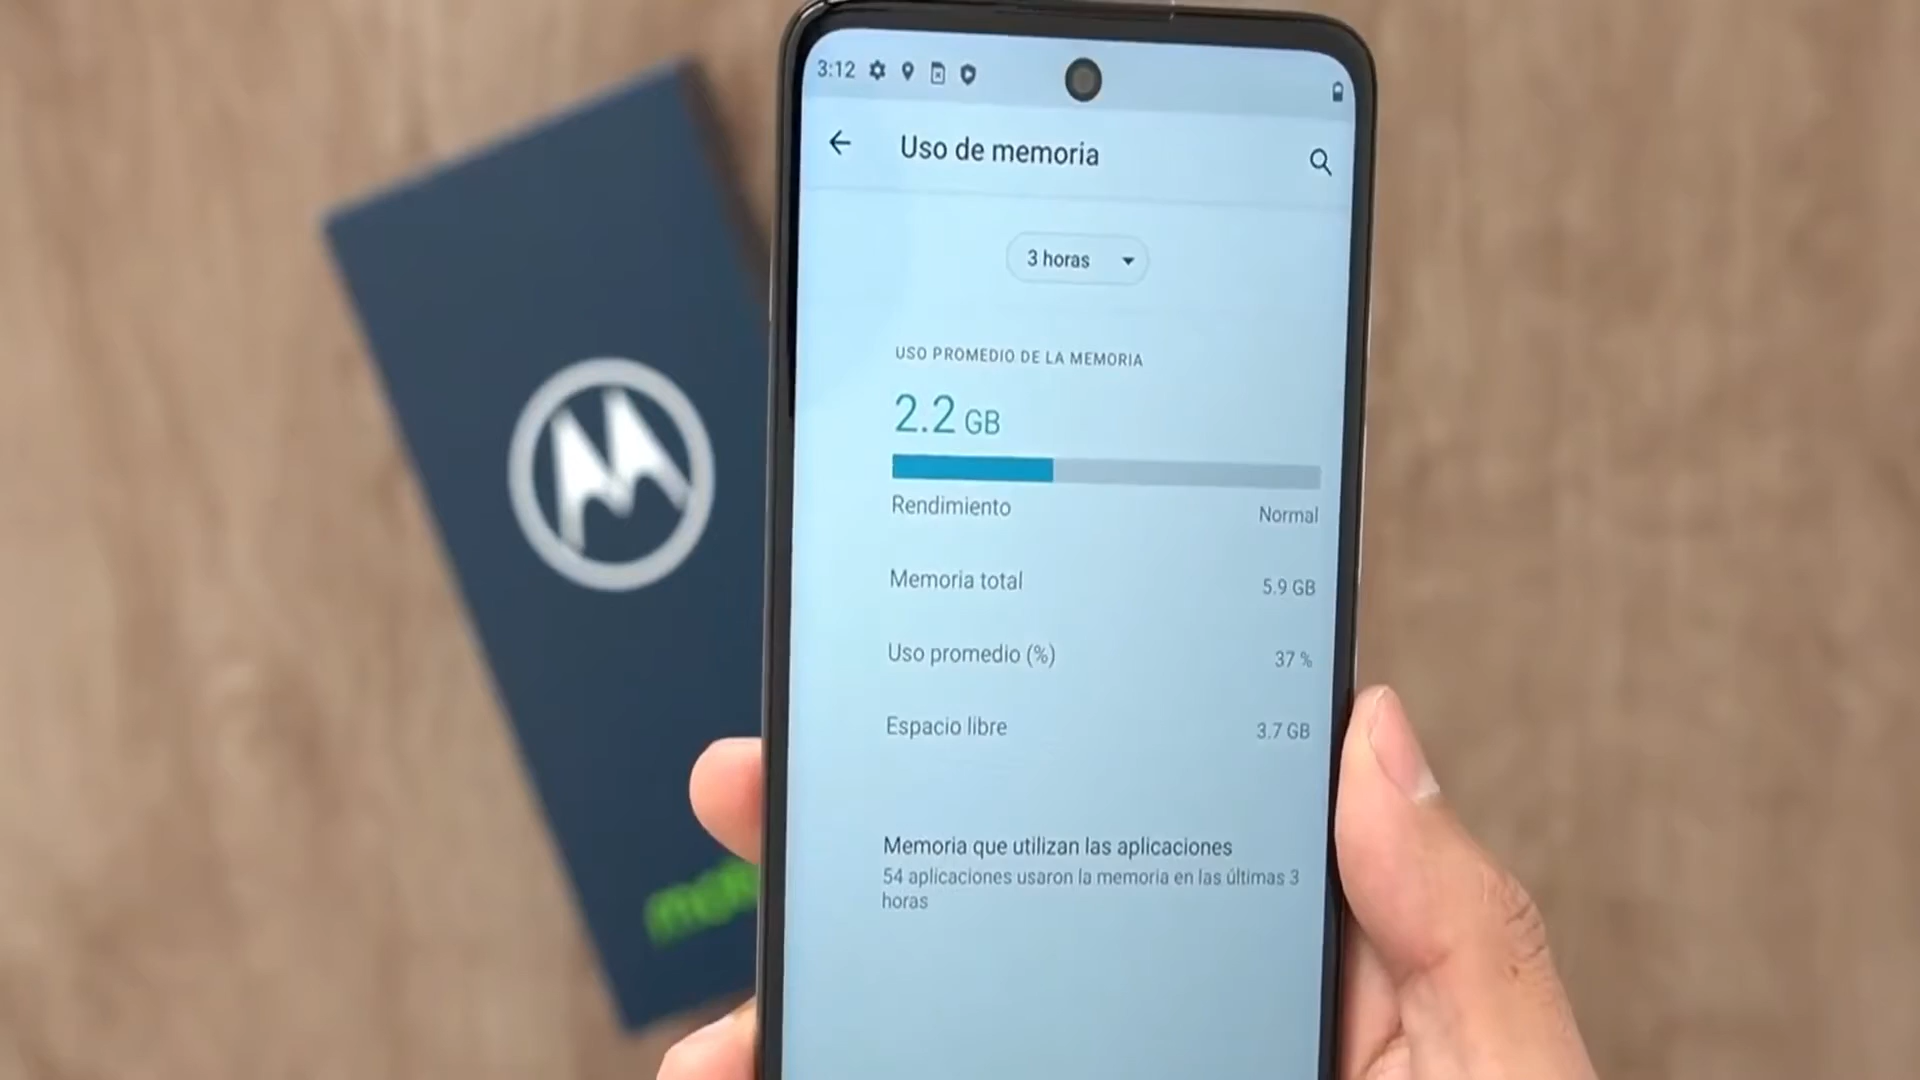 3:12
Uso de memoria
3 horas
USO PROMEDIO DE LA MEMORIA
2.2 GB
Rendimiento Normal
Memoria total 5.9 GB
Uso promedio (%) 37 %
Espacio libre 3.7 GB
Memoria que utilizan las aplicaciones
54 aplicaciones usaron la memoria en las últimas 3
horas